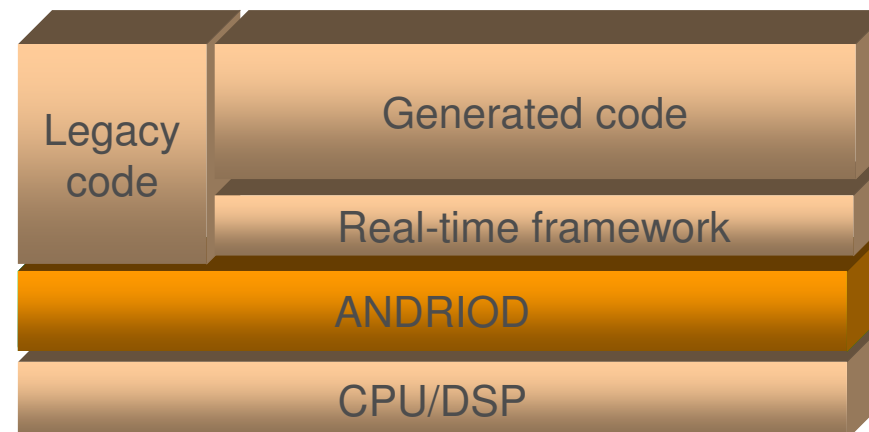 Legacy
code
Generated code
Real-time framework
ANDRIOD
CPU/DSP